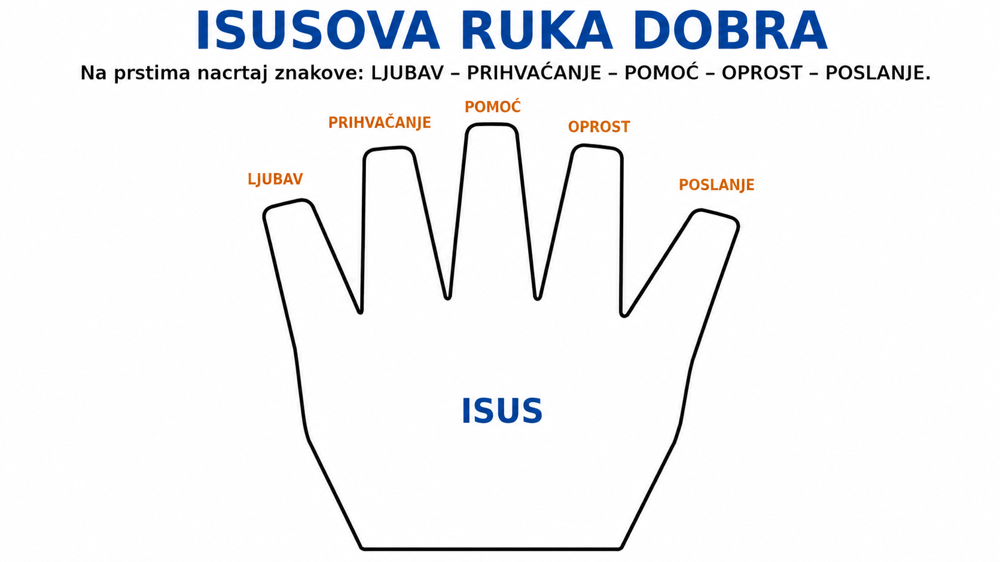 ISUSOVA RUKA DOBRA
Na prstima nacrtaj znakove: LJUBAV – PRIHVAĆANJE – POMOĆ – OPROST – POSLANJE.
POMOĆ
PRIHVAČANJE
OPROST
LJUBAV
POSLANJE
ISUS